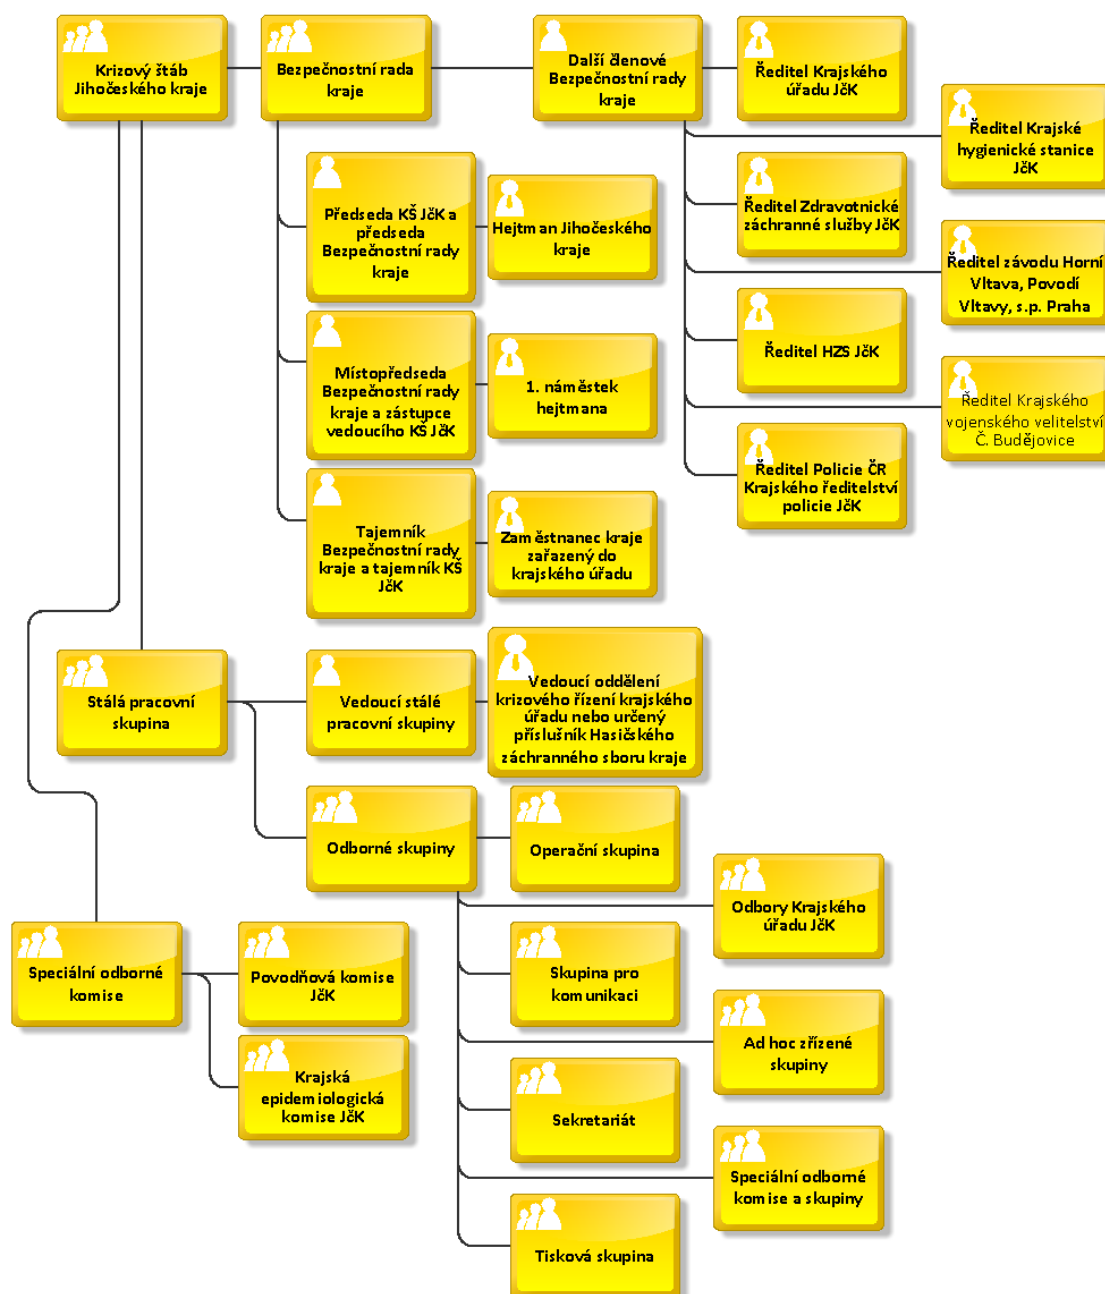 Krizový štáb
Jihočeského kraje
Bezpečnostní rada
kraje
Další členové
Bezpečnostní rady
kraje
Ředitel Krajského
úřadu JčK
Ředitel Krajské
hygienické stanice
JčK
Předseda KŠ JčK a
předseda
Bezpečnostní rady
kraje
Hejtman Jihočeského
kraje
Ředitel Zdravotnické
záchranné služby JčK
Ředitel závodu Horní
Vltava, Povodí
Vltavy, s.p. Praha
Místopředseda
Bezpečnostní rady
kraje a zástupce
vedoucího KŠ JčK
1. náměstek
hejtmana
Ředitel HZS JčK
Ředitel Krajského
vojenského velitelství
Č. Budějovice
Ředitel Policie ČR
Krajského ředitelství
policie JčK
Tajemník
Bezpečnostní rady
kraje a tajemník KŠ
JčK
Zaměstnanec kraje
zařazený do
krajského úřadu
Stálá pracovní
skupina
Vedoucí stálé
pracovní skupiny
Vedoucí oddělení
krizového řízení krajského
úřadu nebo určený
příslušník Hasičského
záchranného sboru kraje
Odborné skupiny
Operační skupina
Odbory Krajského
úřadu JčK
Speciální odborné
komise
Povodňová komise
JčK
Skupina pro
komunikaci
Ad hoc zřízené
skupiny
Krajská
epidemiologická
komise JčK
Sekretariát
Speciální odborné
komise a skupiny
Tisková skupina